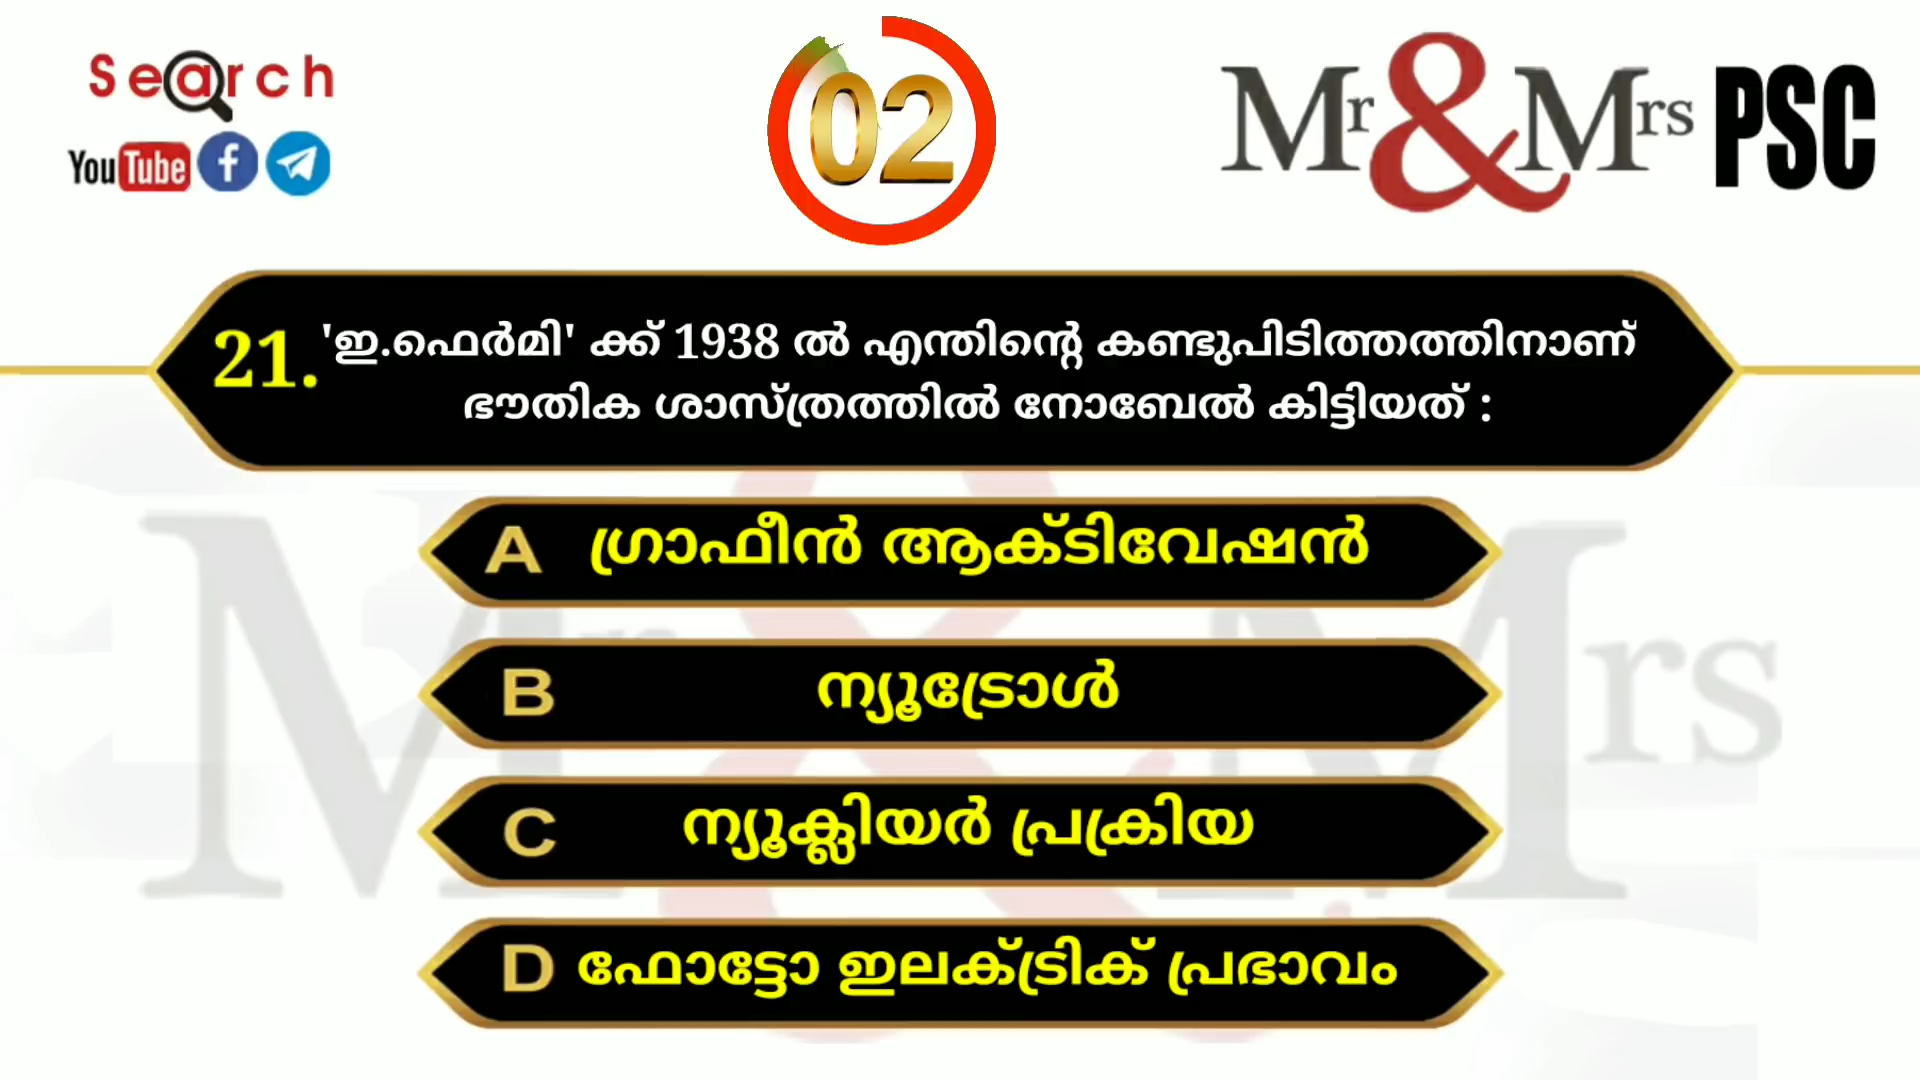 Search
02
Mr & Mrs PSC
YouTube
21. 'ഇ.ഫെർമി' ക്ക് 1938 ൽ എന്തിന്റെ കണ്ടുപിടിത്തത്തിനാണ്
ഭൗതിക ശാസ്ത്രത്തിൽ നോബേൽ കിട്ടിയത് :
A ഗ്രാഫീൻ ആക്ടിവേഷൻ
B ന്യൂട്രോൾ
C ന്യൂക്ലിയർ പ്രക്രിയ
D ഫോട്ടോ ഇലക്ട്രിക് പ്രഭാവം